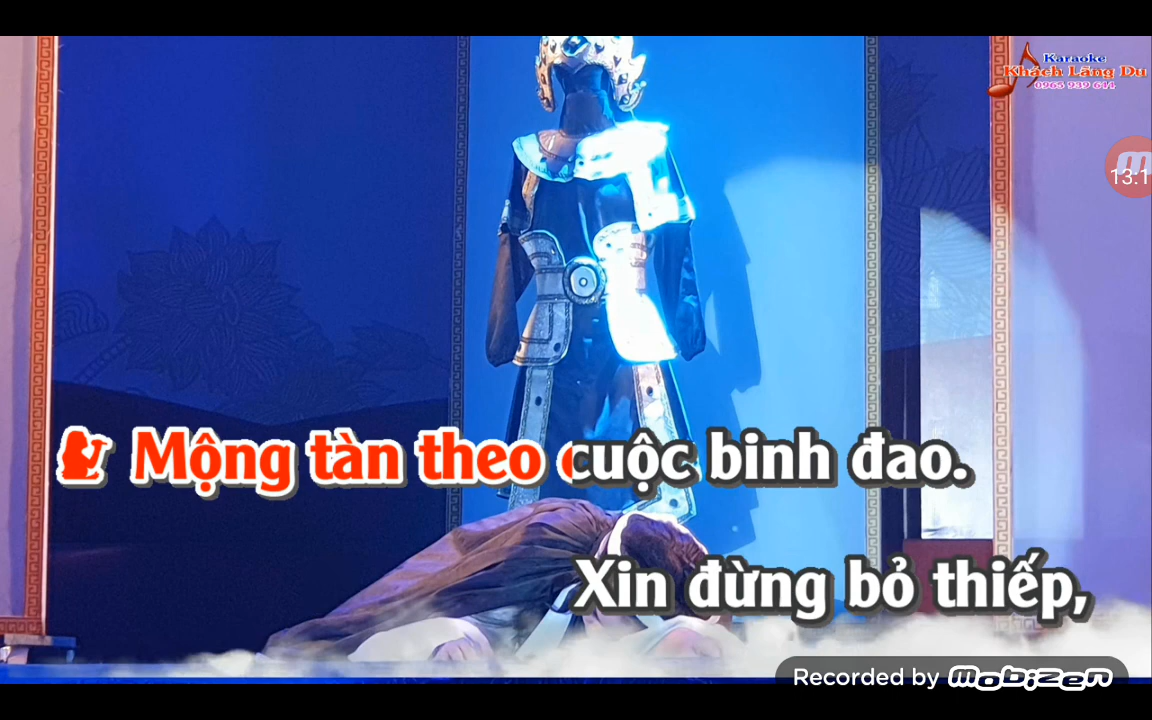 Karaoke
Khách Lãng Du
0965 939 614
13:1
Mộng tàn theo cuộc binh đao.
Xin đừng bỏ thiếp,
Recorded by MOBIZEN